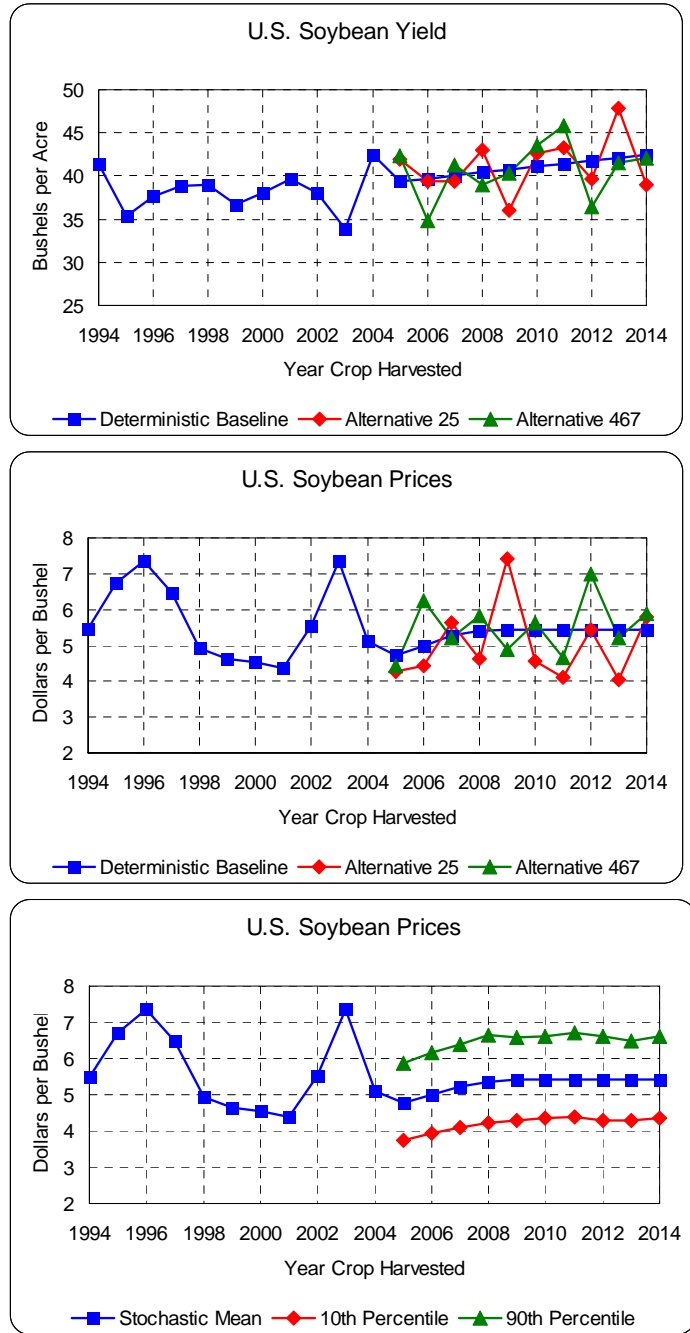 U.S. Soybean Yield
Bushels per Acre
50
45
40
35
30
25
1994 1996 1998 2000 2002 2004 2006 2008 2010 2012 2014
Year Crop Harvested
Deterministic Baseline Alternative 25 Alternative 467
U.S. Soybean Prices
Dollars per Bushel
8
7
6
5
4
3
2
1994 1996 1998 2000 2002 2004 2006 2008 2010 2012 2014
Year Crop Harvested
Deterministic Baseline Alternative 25 Alternative 467
U.S. Soybean Prices
Dollars per Bushel
8
7
6
5
4
3
2
1994 1996 1998 2000 2002 2004 2006 2008 2010 2012 2014
Year Crop Harvested
Stochastic Mean 10th Percentile 90th Percentile